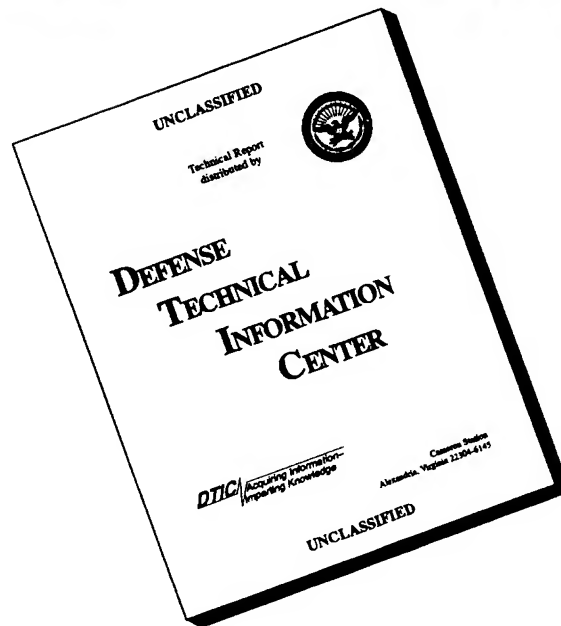 UNCLASSIFIED
Technical Report
distributed by
DEFENSE
TECHNICAL
INFORMATION
CENTER
DTIC Acquiring Information–
Imparting Knowledge
Cameron Station
Alexandria, Virginia 22304-6145
UNCLASSIFIED